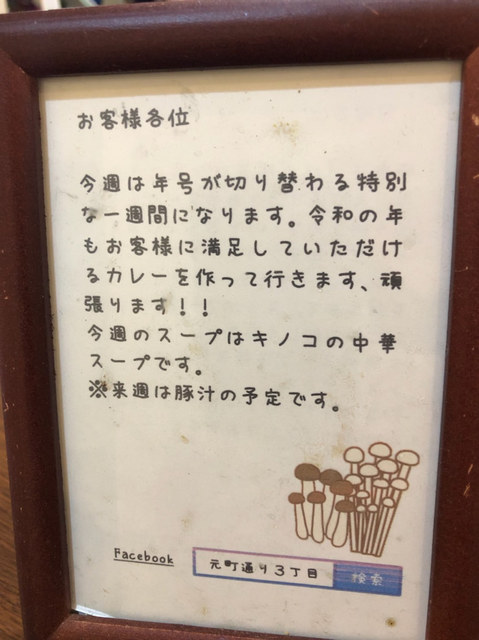 お客様各位
今週は年号が切り替わる特別
な一週間になります。令和の年
もお客様に満足していただけ
るカレーを作って行きます、頑
張ります!!
今週のスープはキノコの中華
スープです。
※来週は豚汁の予定です。
Facebook 元町通り3丁目 検索